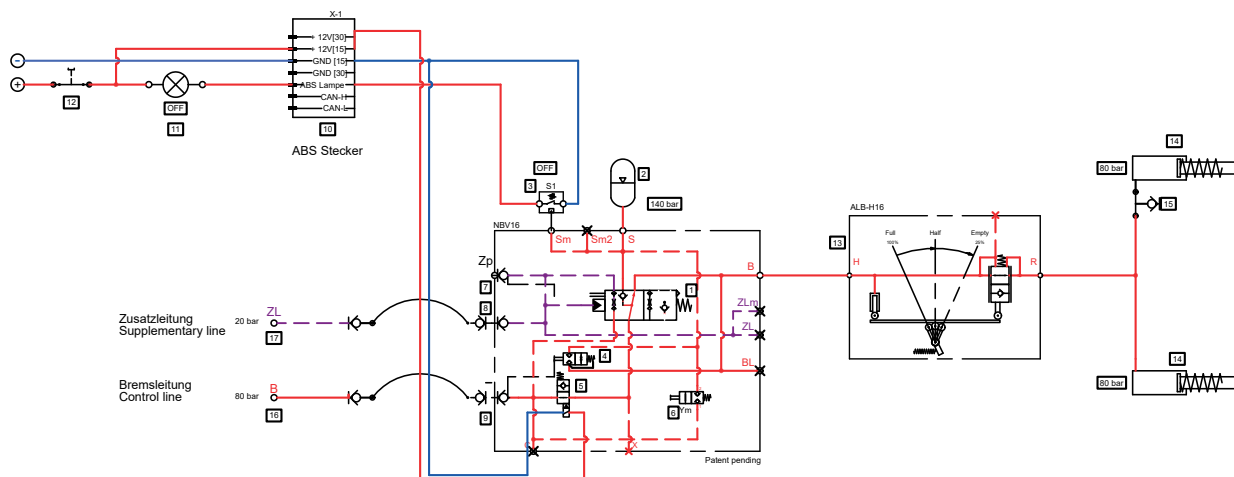 X-1
+ 12V[30]
+ 12V[15]
GND [15]
GND [30]
ABS Lampe
CAN-H
CAN-L
-
+
12
OFF
11
10
ABS Stecker
OFF
3
S1
2
140 bar
NBV16
Sm
Sm2
S
Zp
7
8
1
B
ZLm
ZL
BL
4
5
6
Ym
9
X
Patent pending
Zusatzleitung
Supplementary line
20 bar
ZL
17
Bremsleitung
Control line
80 bar
B
16
ALB-H16
13
Full
100%
Half
Empty
H
R
14
80 bar
15
14
80 bar